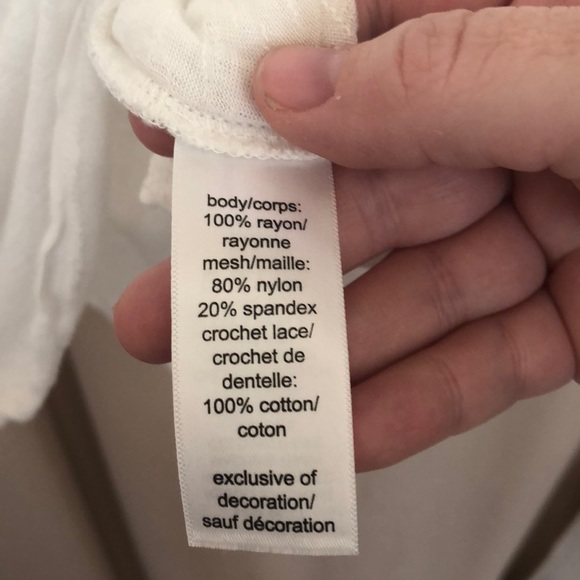 body/corps:
100% rayon/
rayonne
mesh/maille:
80% nylon
20% spandex
crochet lace/
crochet de
dentelle:
100% cotton/
coton
exclusive of
decoration/
sauf décoration